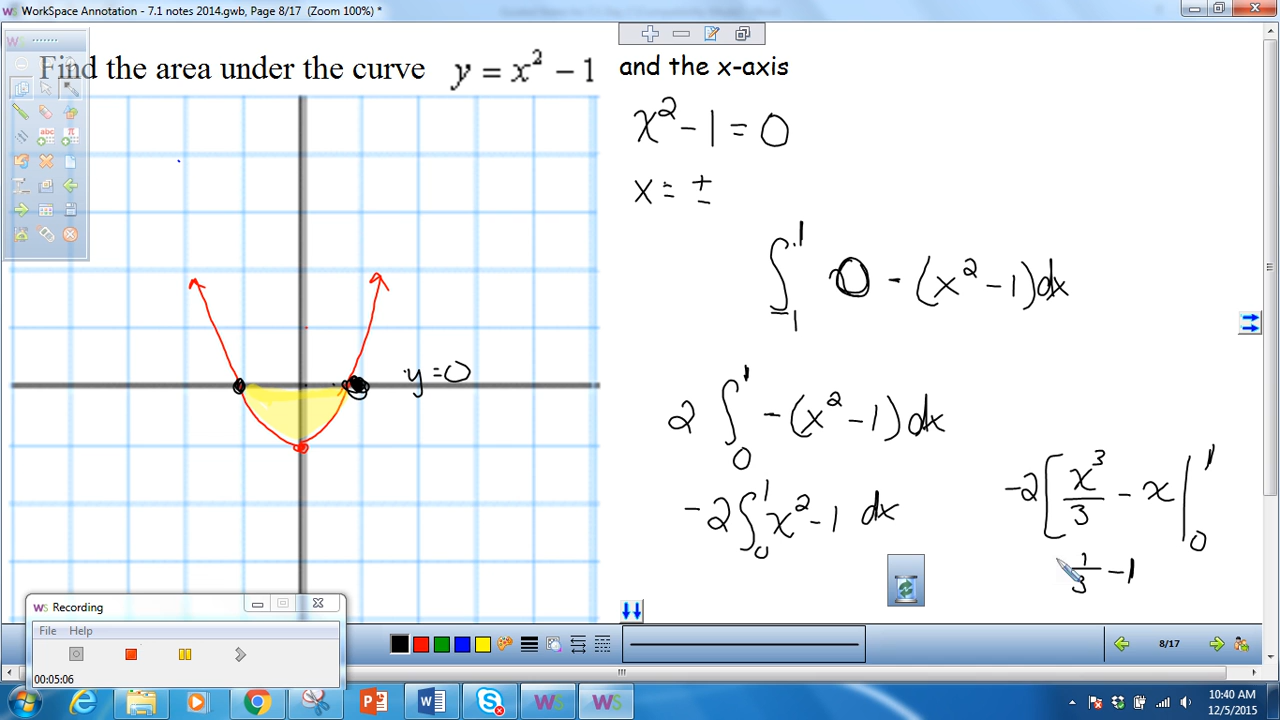 WorkSpace Annotation - 7.1 notes 2014.gwb, Page 8/17 (Zoom 100%) *
Find the area under the curve y = x² − 1 and the x-axis
x² − 1 = 0
x = ±
∫₋₁¹ 0 − (x² − 1)dx
y = 0
2 ∫₀¹ −(x² − 1)dx
−2 ∫₀¹ x² − 1 dx
−2[x³/3 − x|₀¹
1/3 − 1
WS Recording
File Help
00:05:06
8/17
10:40 AM
12/5/2015